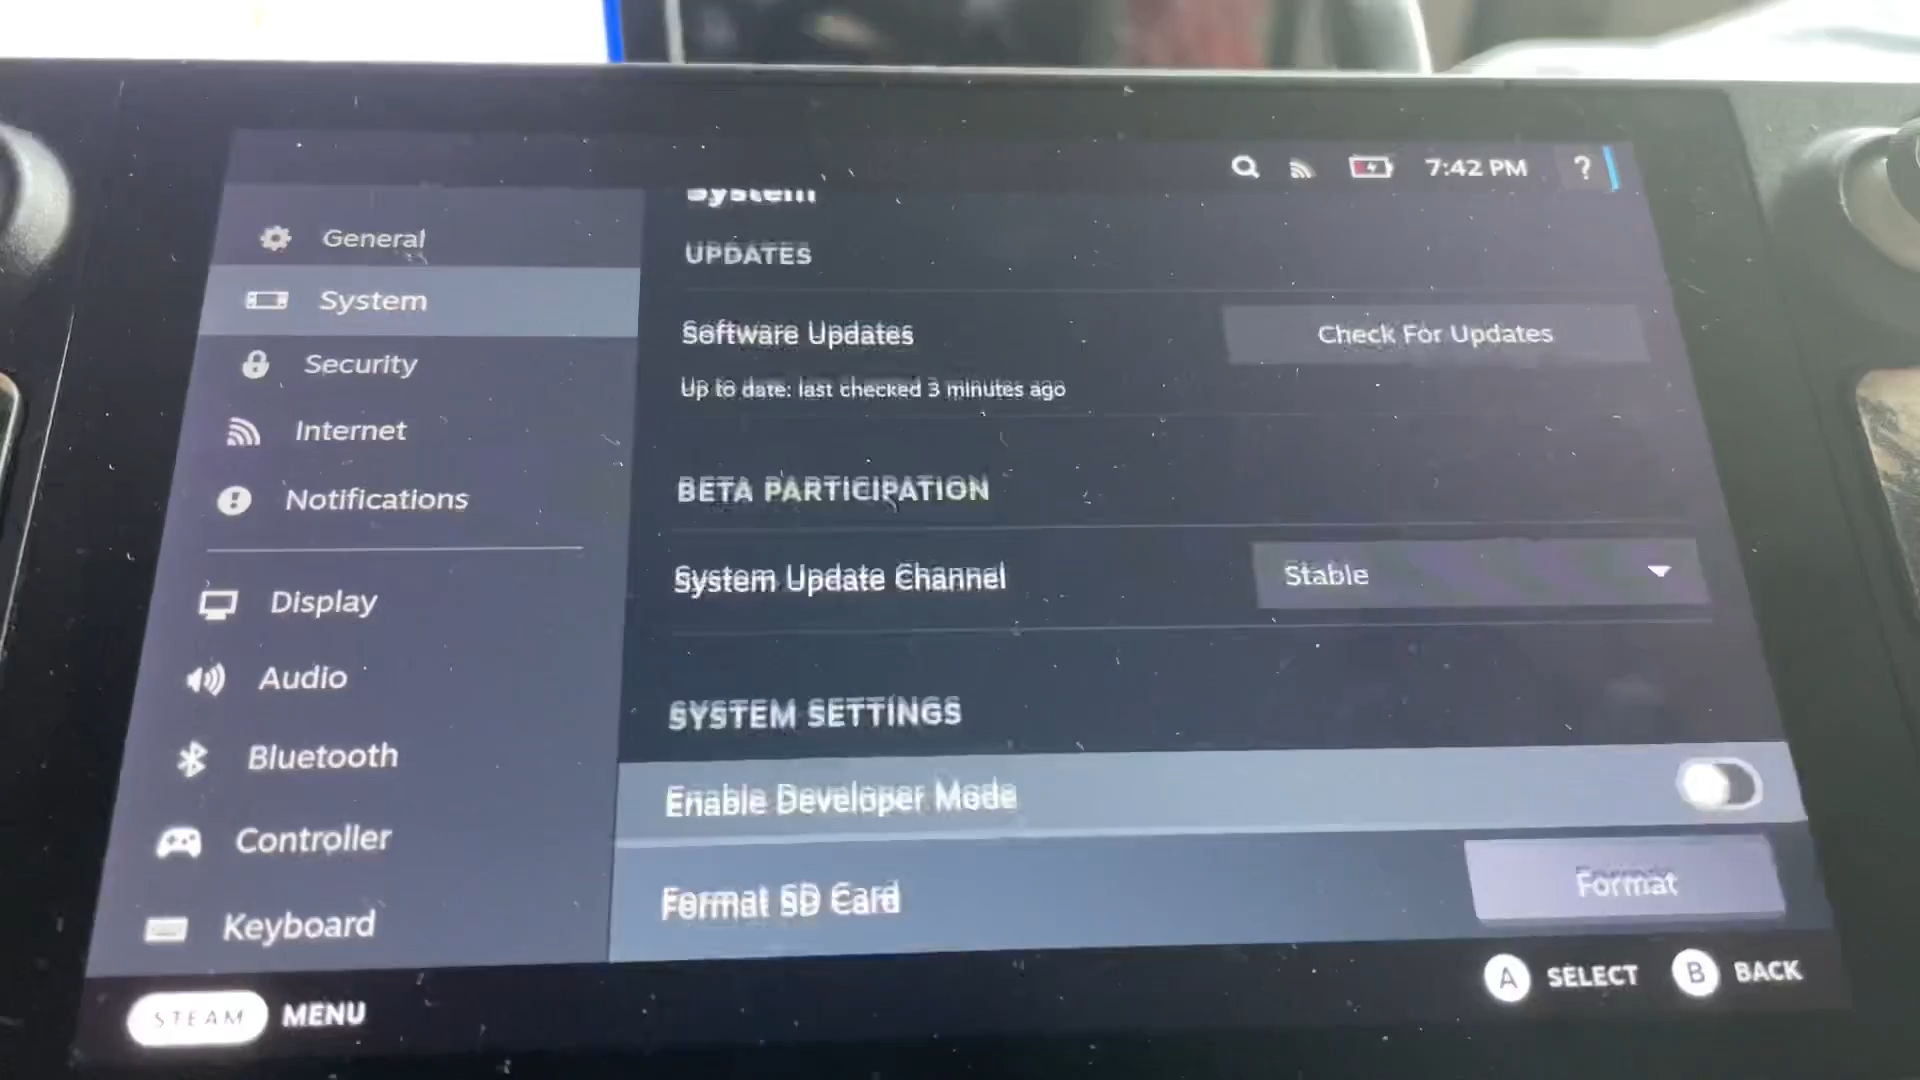 7:42 PM ?
General
System
Security
Internet
Notifications
Display
Audio
Bluetooth
Controller
Keyboard
System
UPDATES
Software Updates
Check For Updates
Up to date: last checked 3 minutes ago
BETA PARTICIPATION
System Update Channel
Stable
SYSTEM SETTINGS
Enable Developer Mode
Format SD Card
Format
STEAM MENU
A SELECT B BACK